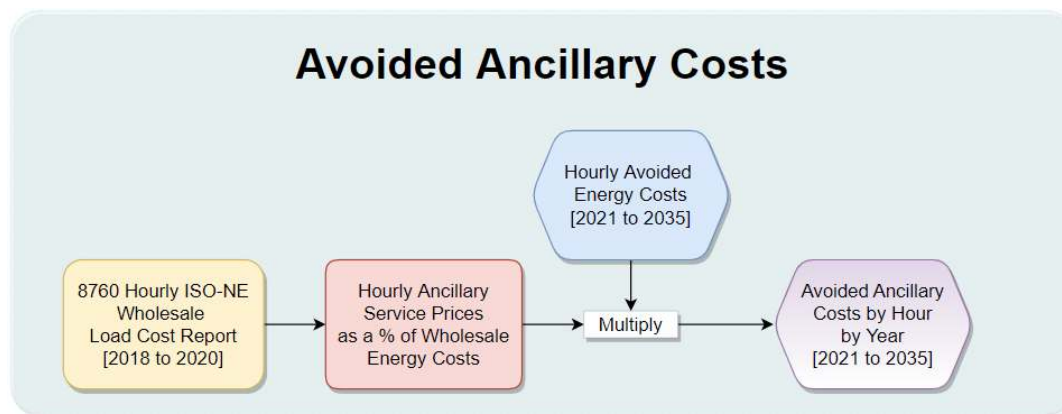 Avoided Ancillary Costs
Hourly Avoided
Energy Costs
[2021 to 2035]
8760 Hourly ISO-NE
Wholesale
Load Cost Report
[2018 to 2020]
Hourly Ancillary
Service Prices
as a % of Wholesale
Energy Costs
Multiply
Avoided Ancillary
Costs by Hour
by Year
[2021 to 2035]